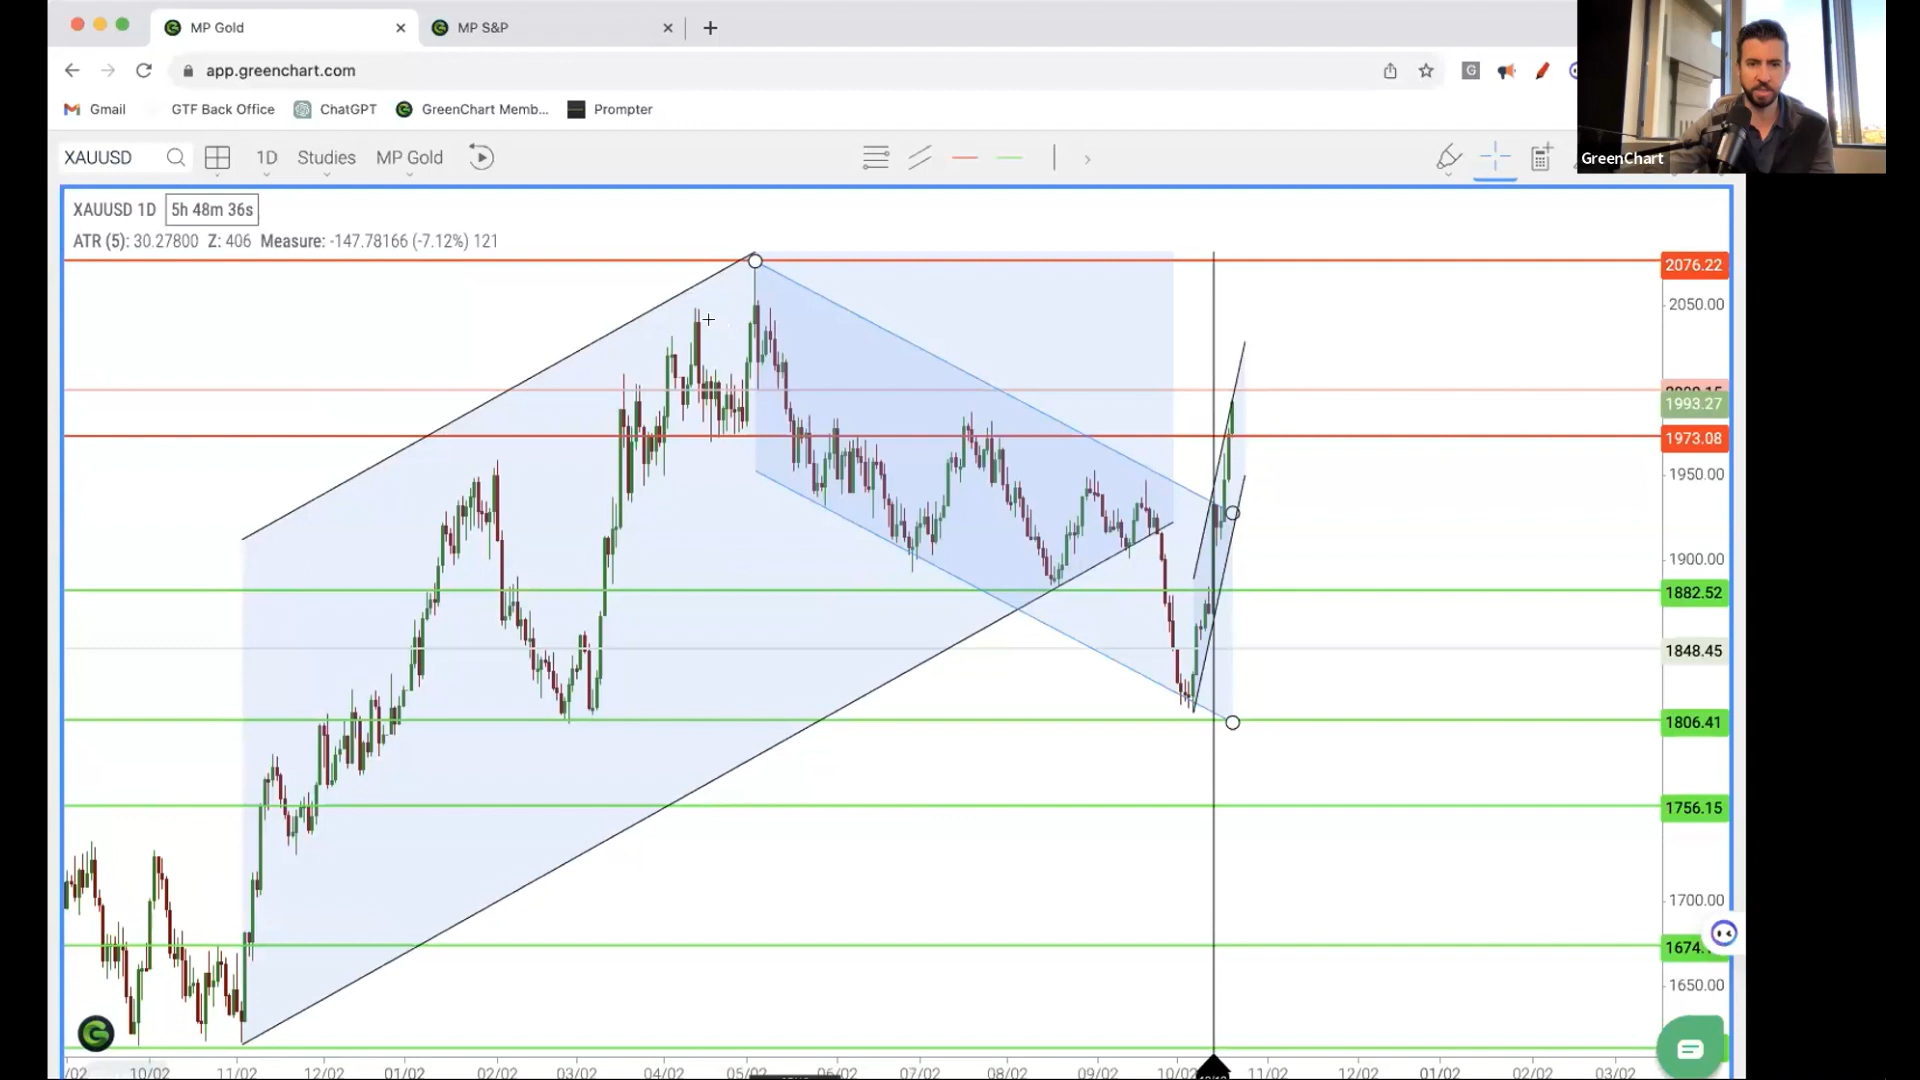 MP Gold
MP S&P
app.greenchart.com
Gmail GTF Back Office ChatGPT GreenChart Memb... Prompter
XAUUSD 1D Studies MP Gold
GreenChart
XAUUSD 1D 5h 48m 36s
ATR (5): 30.27800 Z: 406 Measure: -147.78166 (-7.12%) 121
2076.22
2050.00
1993.27
1973.08
1950.00
1900.00
1882.52
1848.45
1806.41
1756.15
1700.00
1674.
1650.00
/02 10/02 11/02 12/02 01/02 02/02 03/02 04/02 05/02 06/02 07/02 08/02 09/02 10/02 11/02 12/02 01/02 02/02 03/02